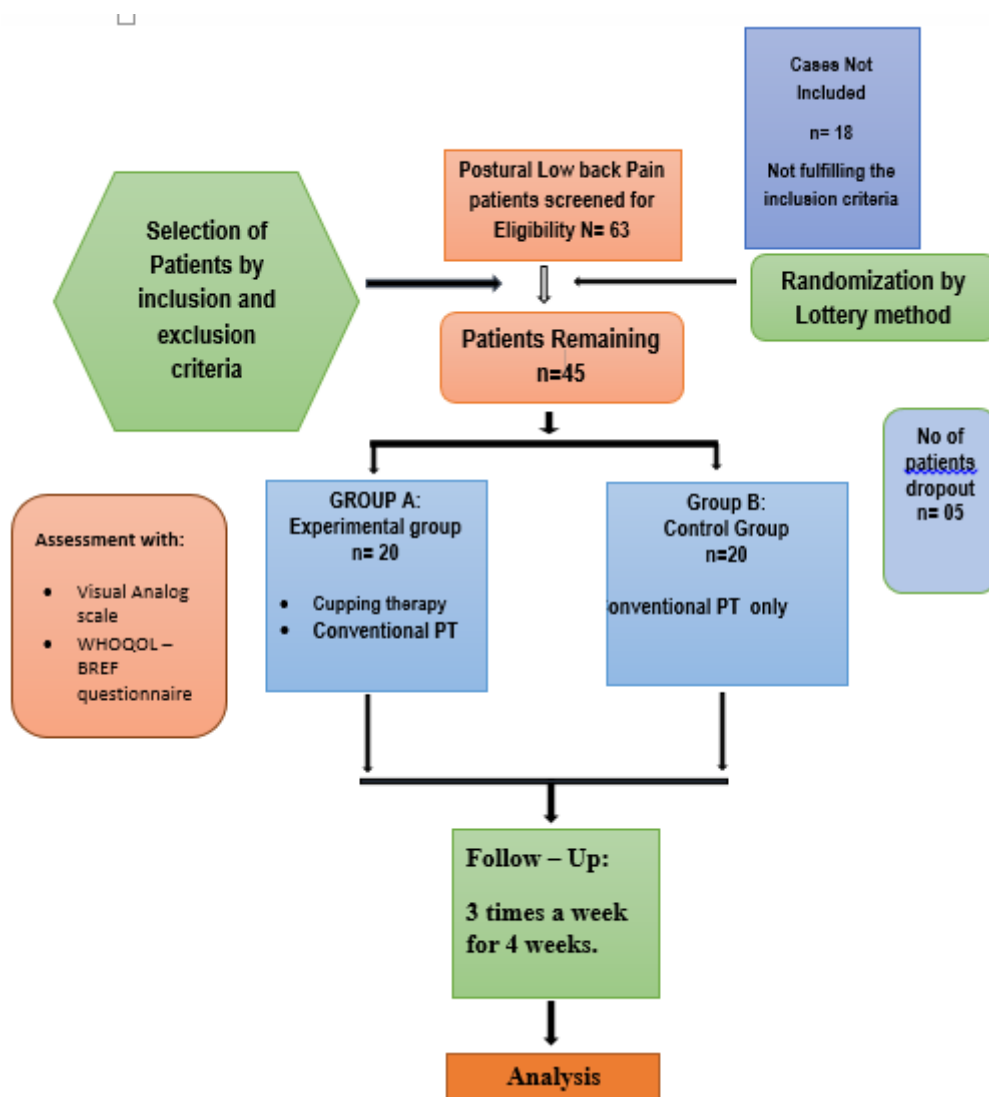 Cases Not
Included
n= 18
Not fulfilling the
inclusion criteria
Postural Low back Pain
patients screened for
Eligibility N= 63
Selection of
Patients by
inclusion and
exclusion
criteria
Randomization by
Lottery method
Patients Remaining
n=45
No of
patients
dropout
n= 05
GROUP A:
Experimental group
n= 20
• Cupping therapy
• Conventional PT
Group B:
Control Group
n=20
onventional PT only
Assessment with:
• Visual Analog
scale
• WHOQOL –
BREF
questionnaire
Follow – Up:
3 times a week
for 4 weeks.
Analysis